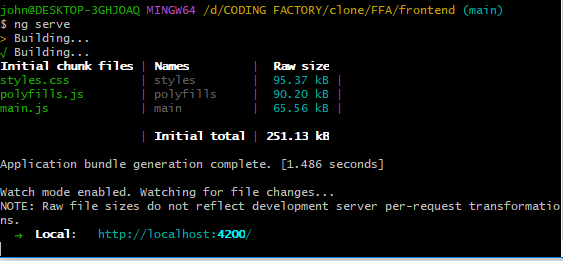 john@DESKTOP-3GHJOAQ MINGW64 /d/CODING FACTORY/clone/FFA/frontend (main)
$ ng serve
> Building...
√ Building...
Initial chunk files | Names         |  Raw size
styles.css          | styles        |  95.37 kB |
polyfills.js        | polyfills     |  90.20 kB |
main.js             | main          |  65.56 kB |
                    | Initial total | 251.13 kB
Application bundle generation complete. [1.486 seconds]
Watch mode enabled. Watching for file changes...
NOTE: Raw file sizes do not reflect development server per-request transformatio
ns.
  → Local:   http://localhost:4200/